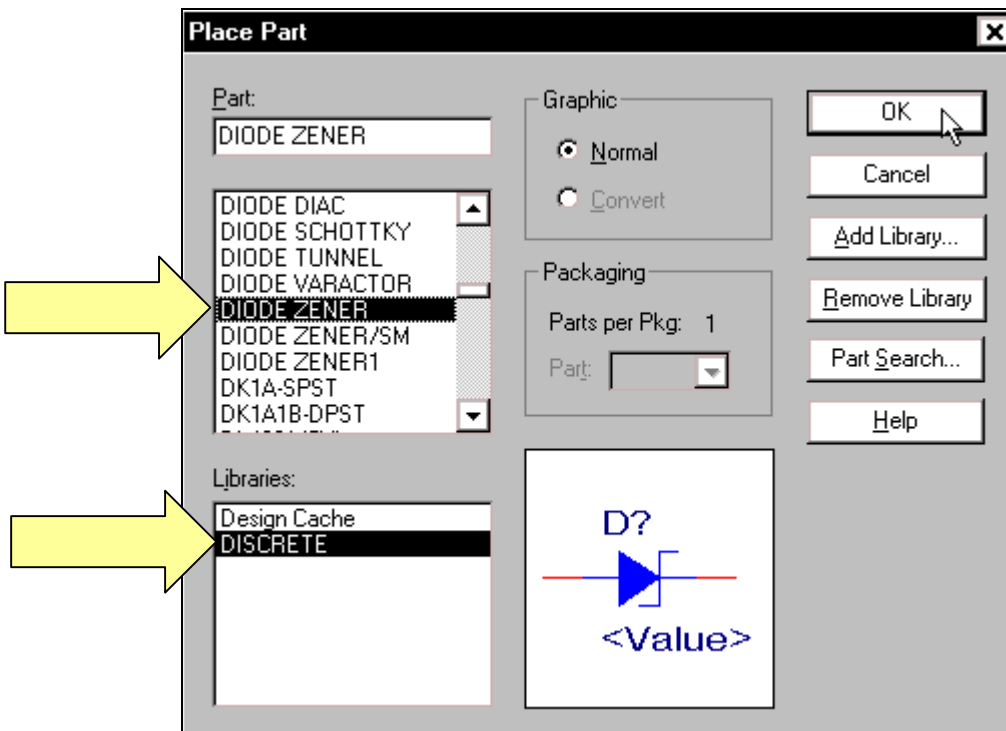 Place Part
Part:
DIODE ZENER
DIODE DIAC
DIODE SCHOTTKY
DIODE TUNNEL
DIODE VARACTOR
DIODE ZENER
DIODE ZENER/SM
DIODE ZENER1
DK1A-SPST
DK1A1B-DPST
Libraries:
Design Cache
DISCRETE
Graphic
Normal
Convert
Packaging
Parts per Pkg: 1
Part:
D?
<Value>
OK
Cancel
Add Library...
Remove Library
Part Search...
Help